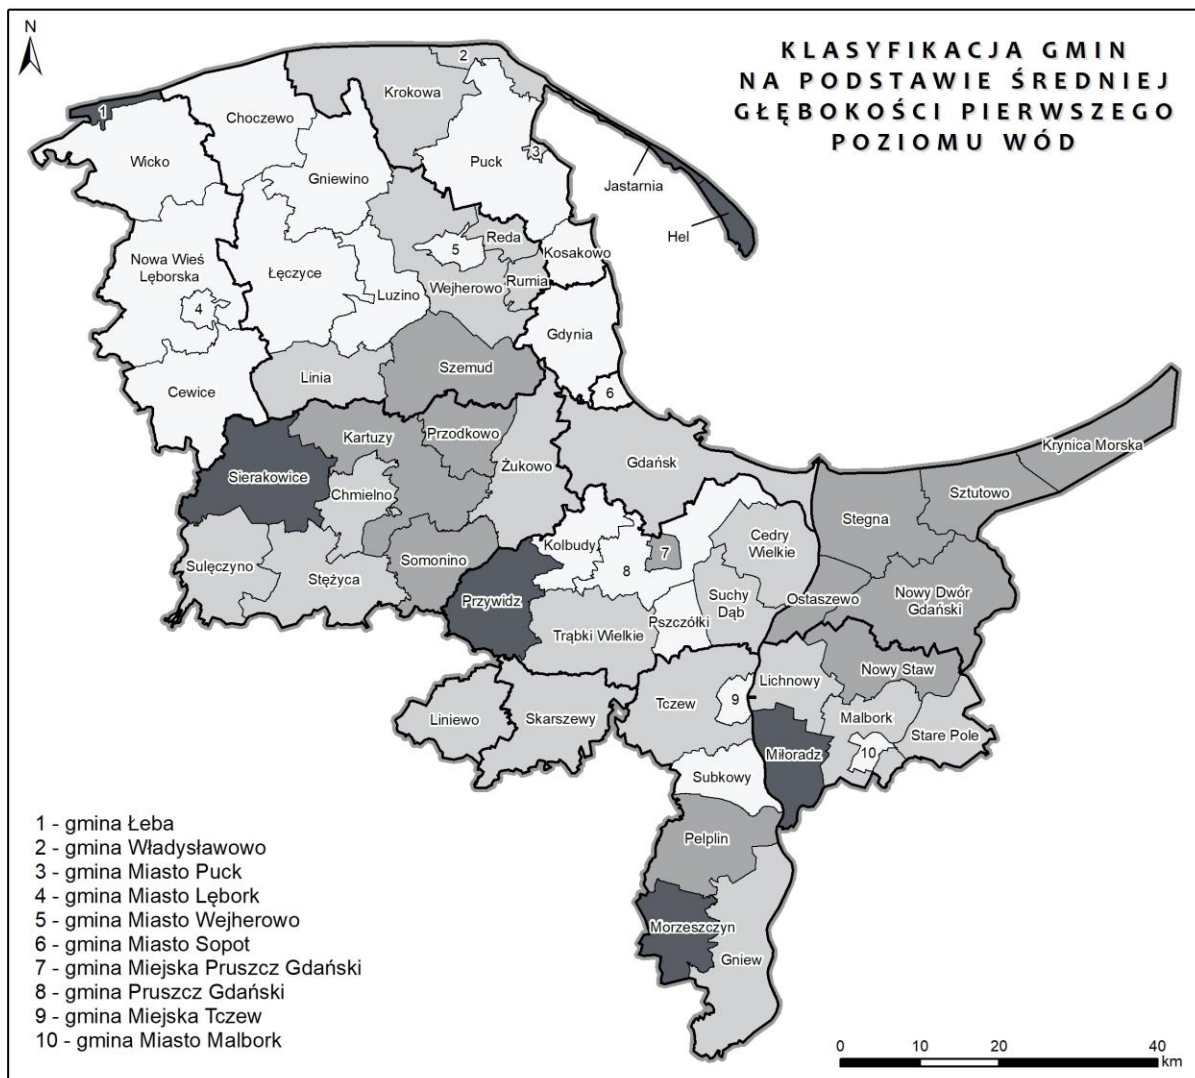 N
KLASYFIKACJA GMIN
NA PODSTAWIE ŚREDNIEJ
GŁĘBOKOŚCI PIERWSZEGO
POZIOMU WÓD
2
Krokowa
1
Choczewo
Wicko
Puck
3
Gniewino
Jastarnia
Hel
Reda
5
Kosakowo
Nowa Wieś
Lęborska
Łęczyce
Luzino
Wejherowo
Rumia
4
Gdynia
Szemud
Linia
Cewice
6
Kartuzy
Przodkowo
Krynica Morska
Sierakowice
Żukowo
Gdańsk
Chmielno
Sztutowo
Stegna
Kolbudy
7
Cedry
Wielkie
Sulęczyno
Stężyca
Somonino
8
Przywidz
Suchy
Dąb
Ostaszewo
Nowy Dwór
Gdański
Pszczółki
Trąbki Wielkie
Nowy Staw
Lichnowy
Tczew
9
Liniewo
Skarszewy
Malbork
Stare Pole
Miłoradz
10
Subkowy
Pelplin
Morzeszczyn
Gniew
1 - gmina Łeba
2 - gmina Władysławowo
3 - gmina Miasto Puck
4 - gmina Miasto Lębork
5 - gmina Miasto Wejherowo
6 - gmina Miasto Sopot
7 - gmina Miejska Pruszcz Gdański
8 - gmina Pruszcz Gdański
9 - gmina Miejska Tczew
10 - gmina Miasto Malbork
0 10 20 40
km